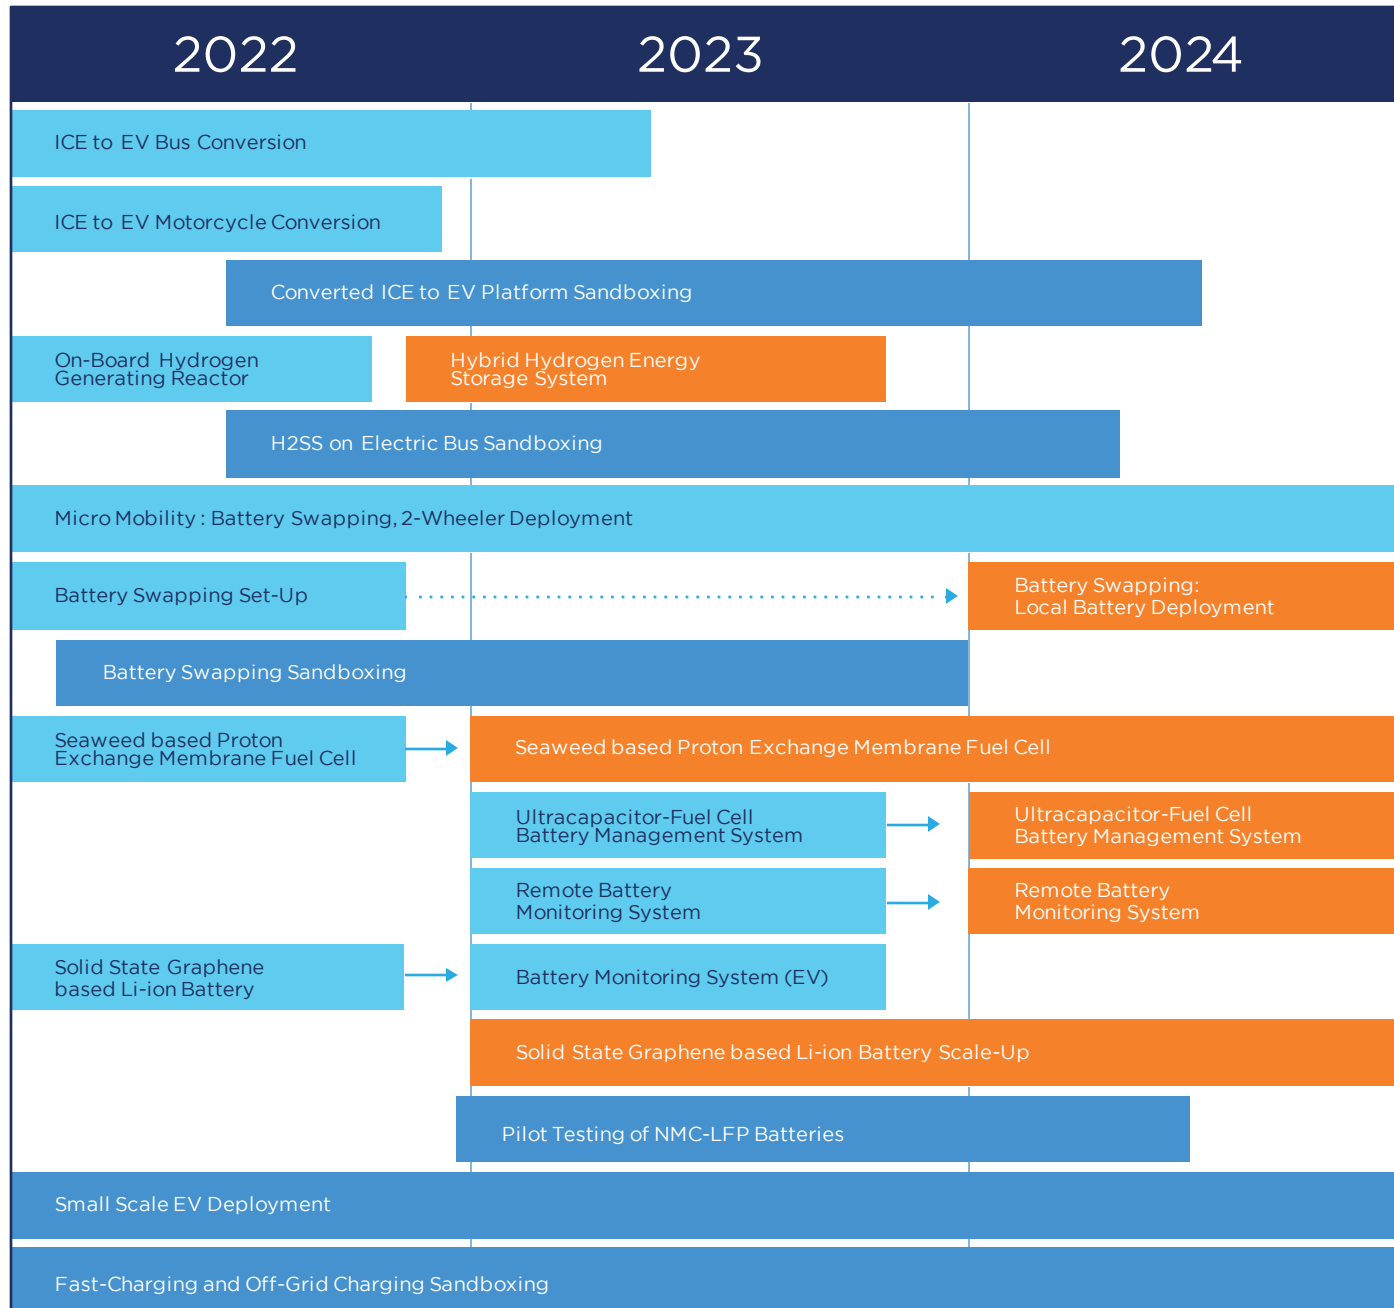 2022
2023
2024
ICE to EV Bus Conversion
ICE to EV Motorcycle Conversion
Converted ICE to EV Platform Sandboxing
On-Board Hydrogen
Generating Reactor
Hybrid Hydrogen Energy
Storage System
H2SS on Electric Bus Sandboxing
Micro Mobility : Battery Swapping, 2-Wheeler Deployment
Battery Swapping Set-Up
Battery Swapping:
Local Battery Deployment
Battery Swapping Sandboxing
Seaweed based Proton
Exchange Membrane Fuel Cell
Seaweed based Proton Exchange Membrane Fuel Cell
Ultracapacitor-Fuel Cell
Battery Management System
Ultracapacitor-Fuel Cell
Battery Management System
Remote Battery
Monitoring System
Remote Battery
Monitoring System
Solid State Graphene
based Li-ion Battery
Battery Monitoring System (EV)
Solid State Graphene based Li-ion Battery Scale-Up
Pilot Testing of NMC-LFP Batteries
Small Scale EV Deployment
Fast-Charging and Off-Grid Charging Sandboxing